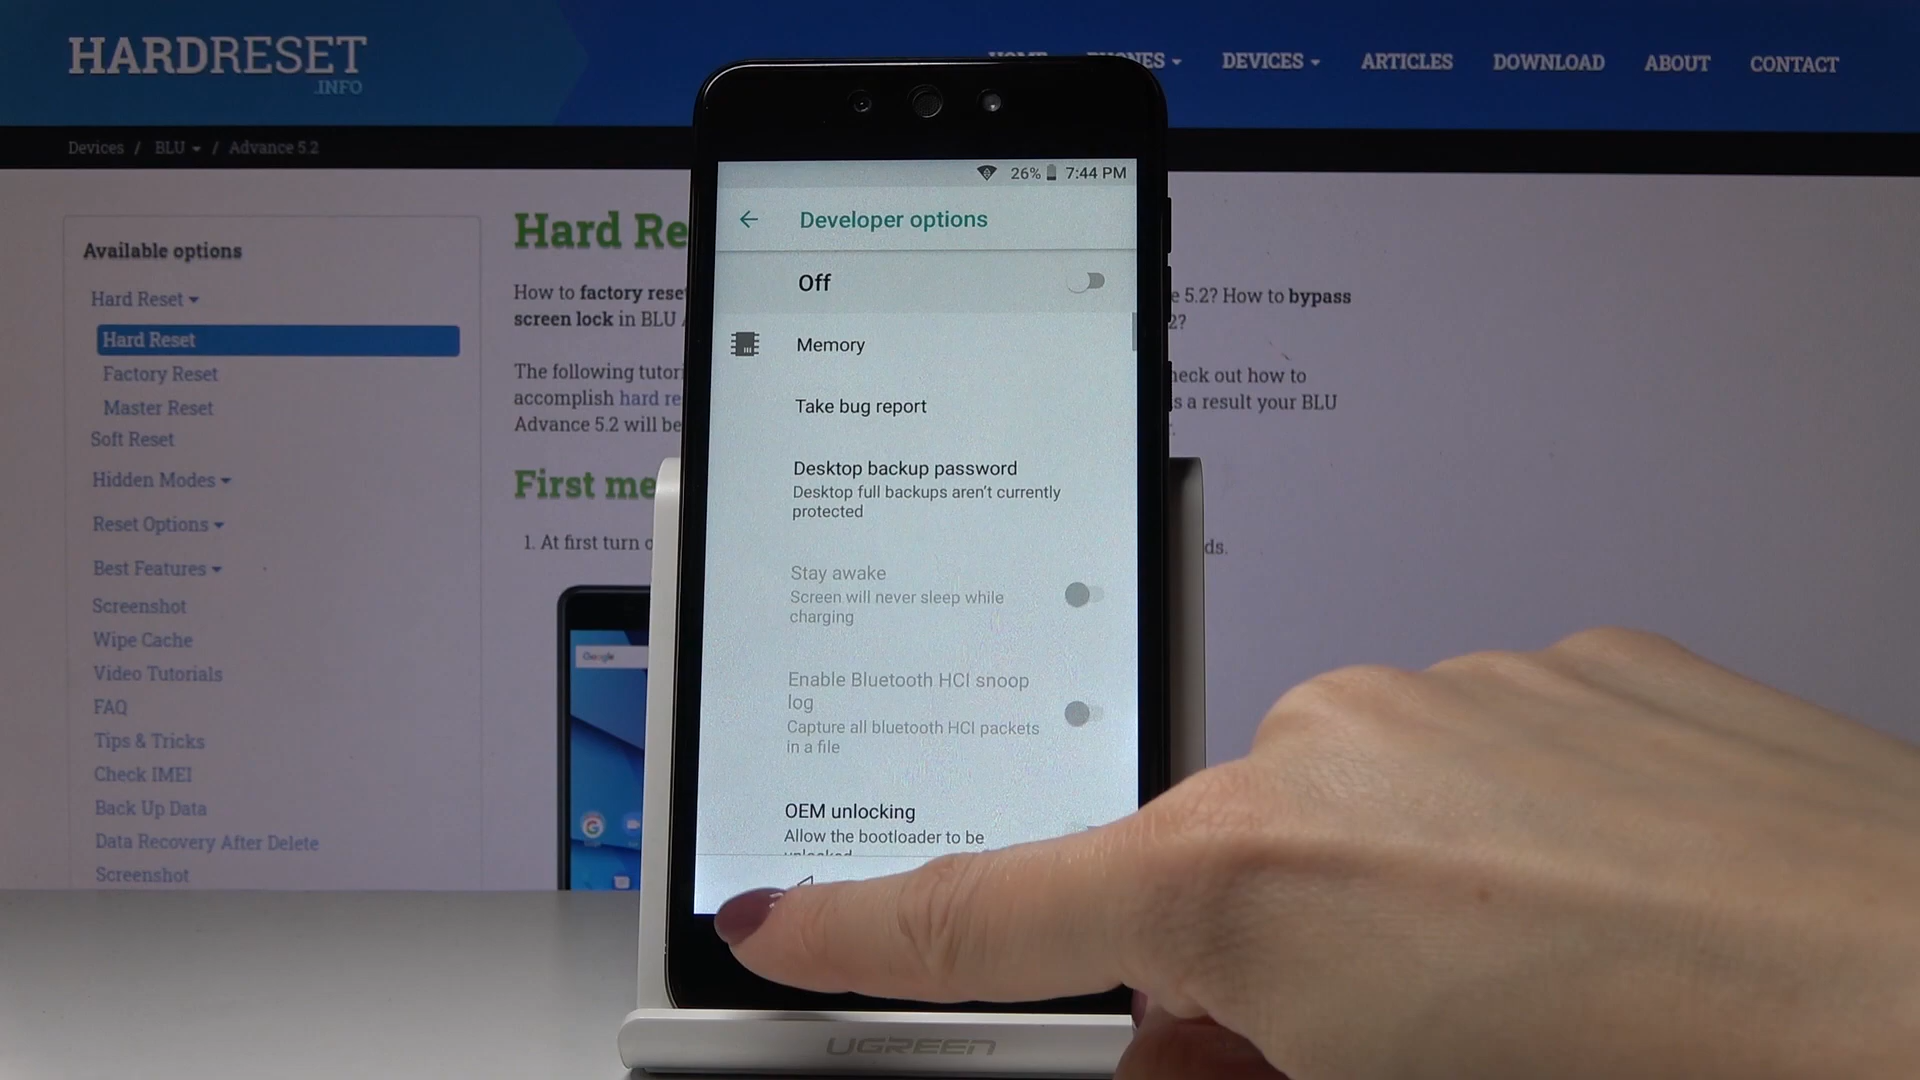 HARDRESET
.INFO
DEVICES
ARTICLES
DOWNLOAD
ABOUT
CONTACT
Devices / BLU / Advance 5.2
Available options
Hard Reset
Hard Reset
Factory Reset
Master Reset
Soft Reset
Hidden Modes
Reset Options
Best Features
Screenshot
Wipe Cache
Video Tutorials
FAQ
Tips & Tricks
Check IMEI
Back Up Data
Data Recovery After Delete
Screenshot
Hard Re
How to factory reset
screen lock in BLU
The following tutori
accomplish hard re
Advance 5.2 will be
First me
1. At first turn o
5.2? How to bypass
2?
heck out how to
s a result your BLU
ds.
Google
26% 7:44 PM
Developer options
Off
Memory
Take bug report
Desktop backup password
Desktop full backups aren't currently
protected
Stay awake
Screen will never sleep while
charging
Enable Bluetooth HCI snoop
log
Capture all bluetooth HCI packets
in a file
OEM unlocking
Allow the bootloader to be
UGREEN